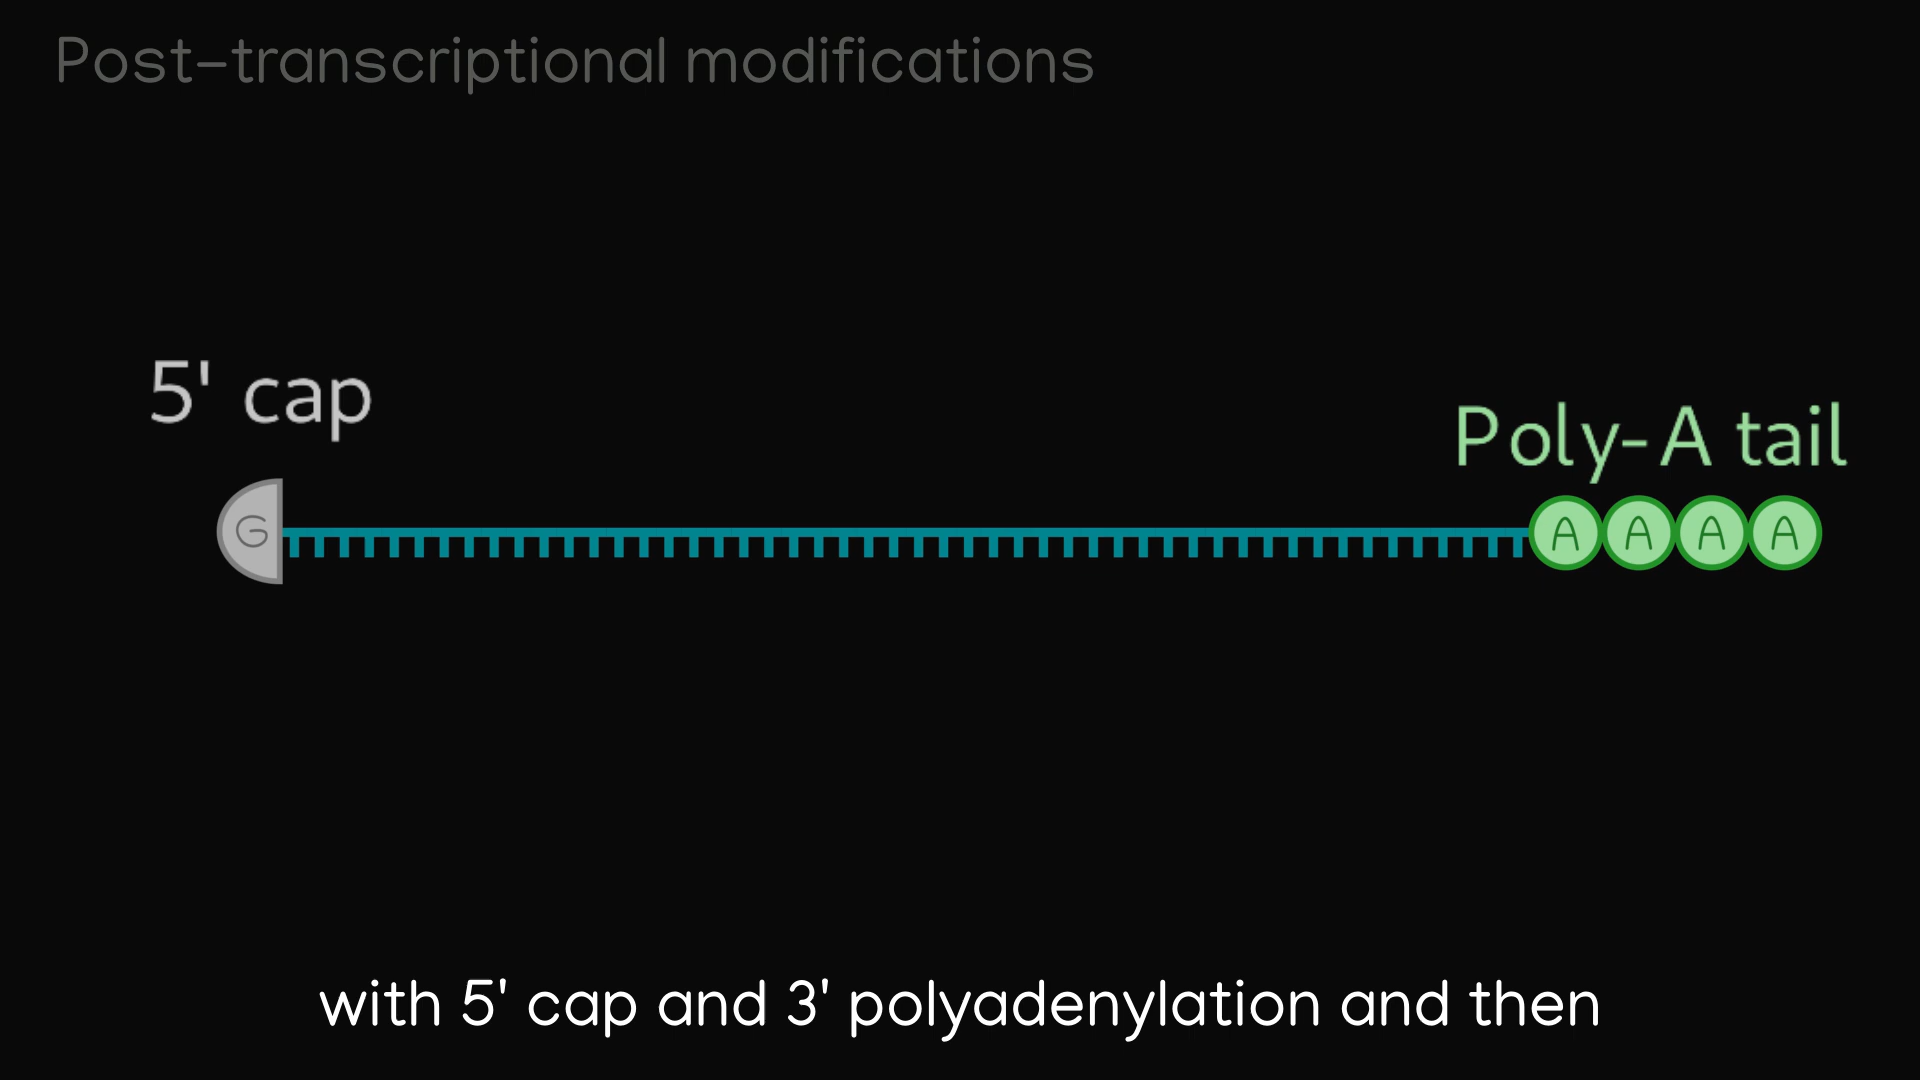 Post-transcriptional modifications
5' cap
Poly-A tail
G
A A A A
with 5' cap and 3' polyadenylation and then